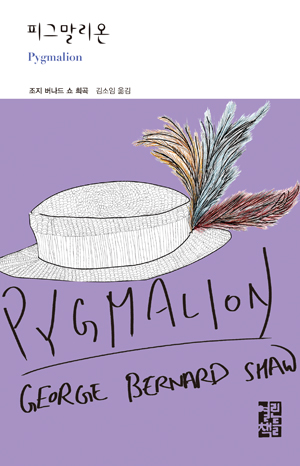 피그말리온
Pygmalion
조지 버나드 쇼 희곡 김소임 옮김
PYGMALION
GEORGE BERNARD SHAW
열린
책들